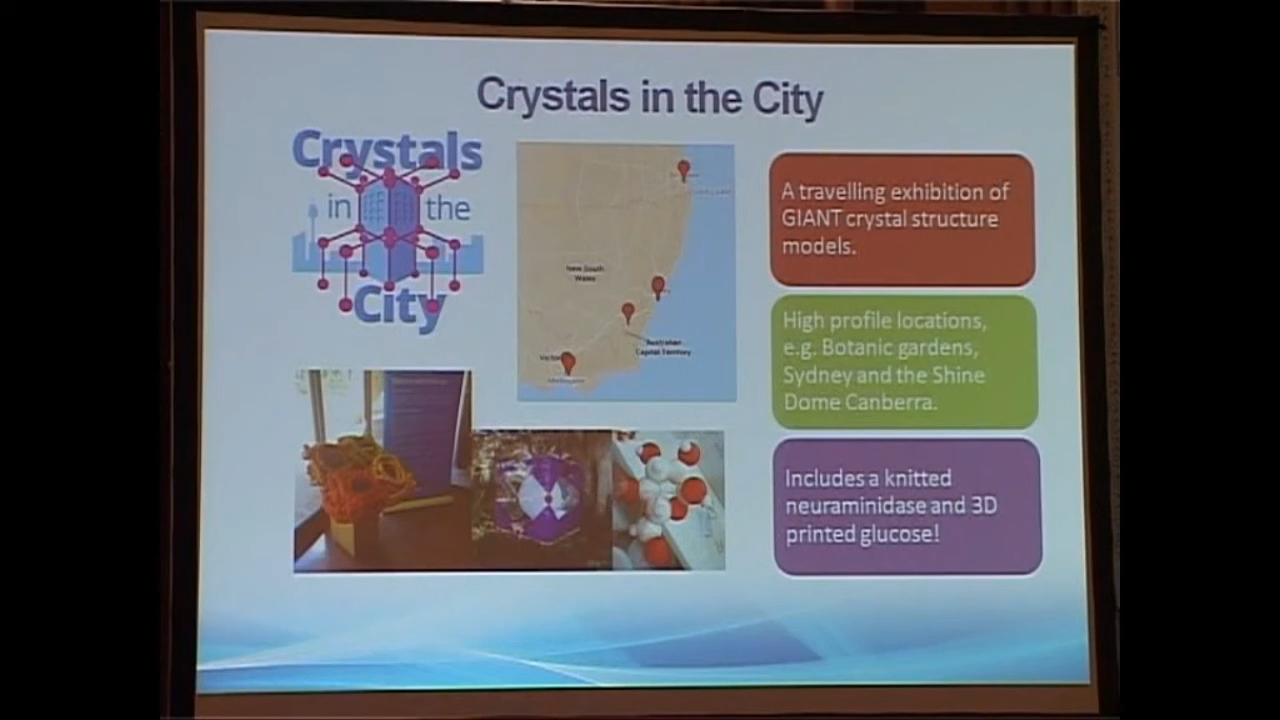 Crystals in the City
Crystals
in the
City
New South
Wales
Australian
Capital Territory
A travelling exhibition of
GIANT crystal structure
models.
High profile locations,
e.g. Botanic gardens,
Sydney and the Shine
Dome Canberra.
Includes a knitted
neuraminidase and 3D
printed glucose!